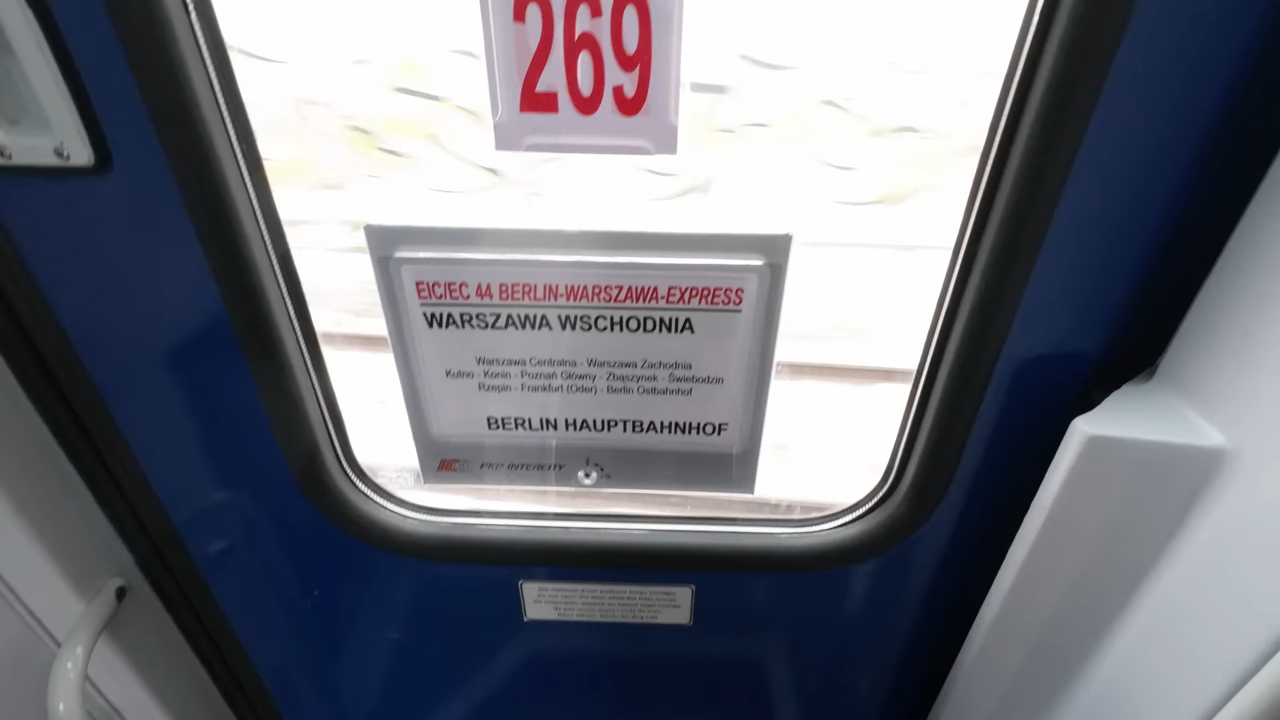 269
EIC/EC 44 BERLIN-WARSZAWA-EXPRESS
WARSZAWA WSCHODNIA
Warszawa Centralna - Warszawa Zachodnia
Kutno - Konin - Poznań Główny - Zbąszynek - Świebodzin
Rzepin - Frankfurt (Oder) - Berlin Ostbahnhof
BERLIN HAUPTBAHNHOF
PKP INTERCITY